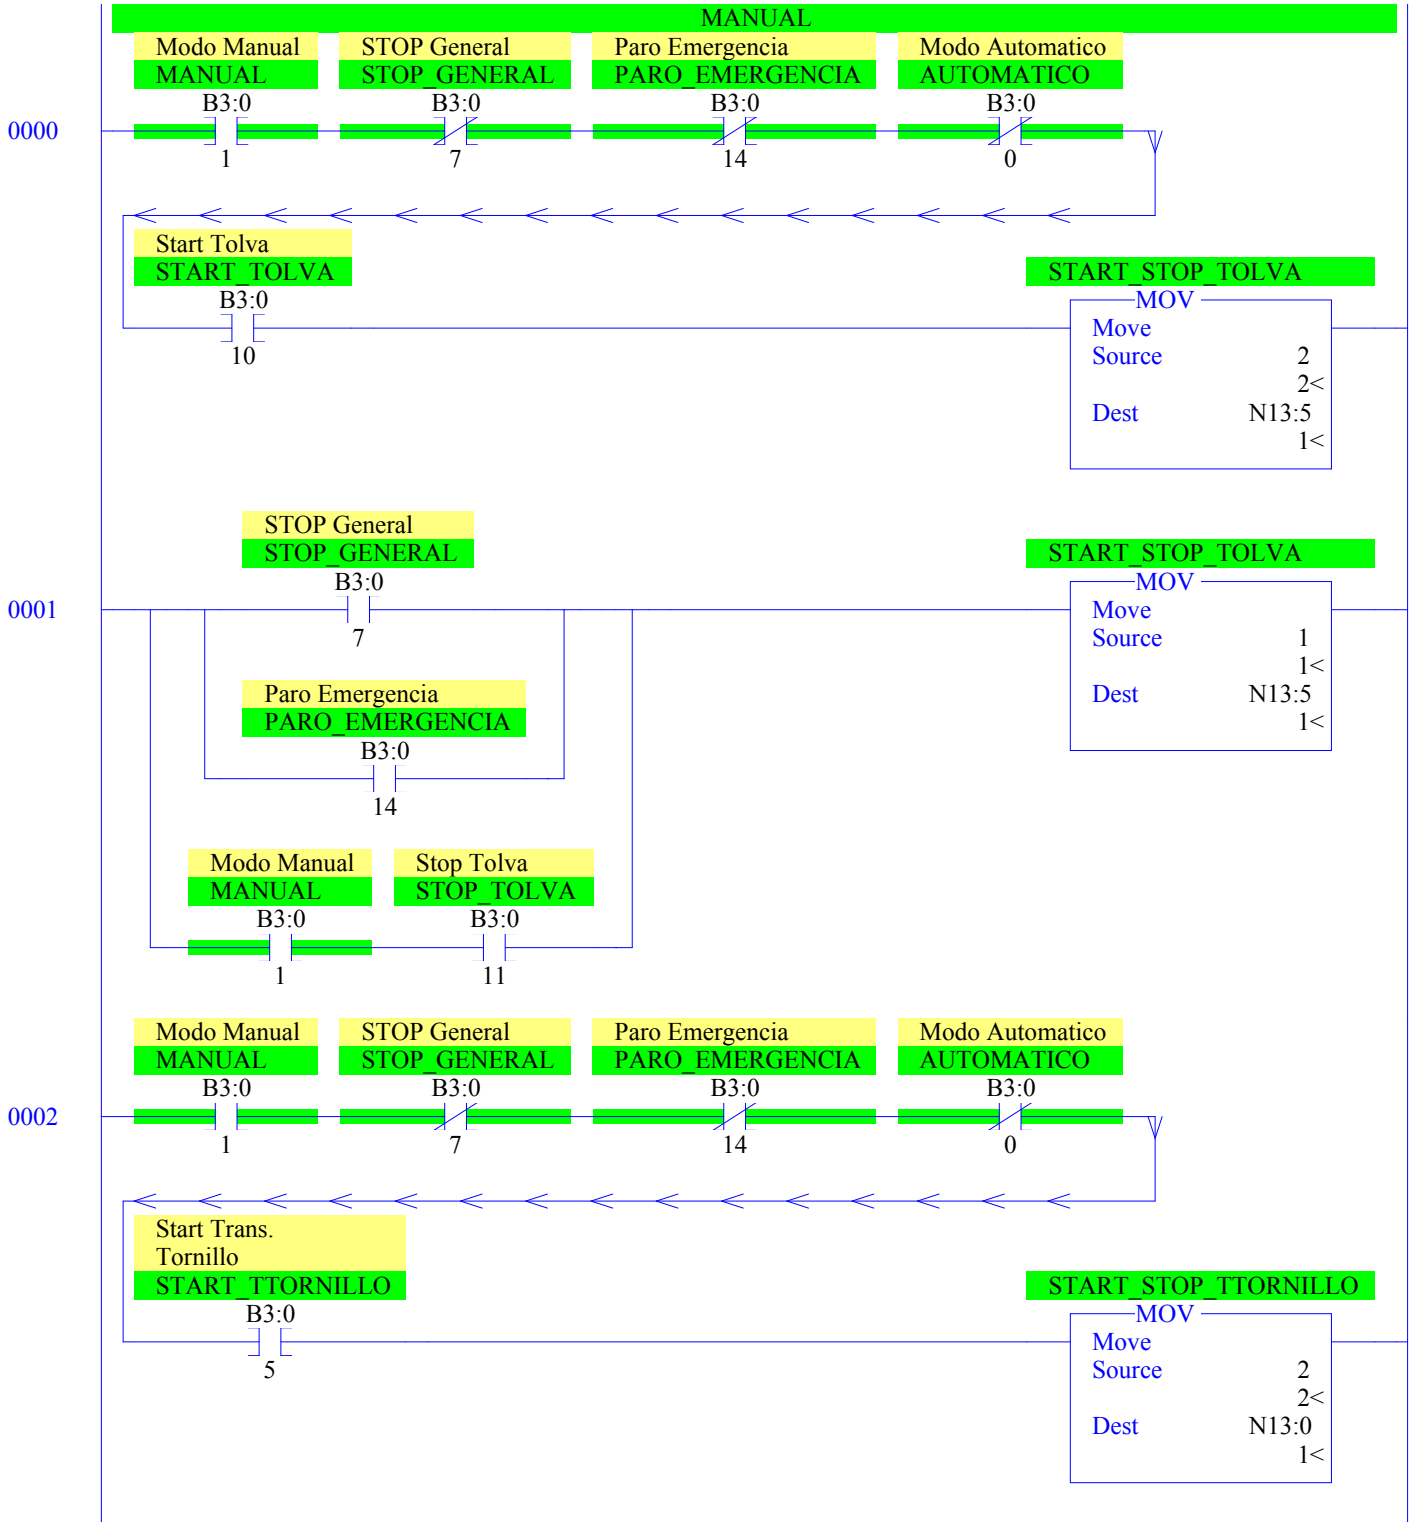 MANUAL
Modo Manual STOP General Paro Emergencia Modo Automatico
MANUAL STOP_GENERAL PARO_EMERGENCIA AUTOMATICO
B3:0 B3:0 B3:0 B3:0
0000
1 7 14 0
Start Tolva
START_TOLVA START_STOP_TOLVA
B3:0 MOV
Move
10 Source 2
2<
Dest N13:5
1<
STOP General
STOP_GENERAL START_STOP_TOLVA
B3:0 MOV
0001 Move
7 Source 1
1<
Paro Emergencia Dest N13:5
PARO_EMERGENCIA 1<
B3:0
14
Modo Manual Stop Tolva
MANUAL STOP_TOLVA
B3:0 B3:0
1 11
Modo Manual STOP General Paro Emergencia Modo Automatico
MANUAL STOP_GENERAL PARO_EMERGENCIA AUTOMATICO
B3:0 B3:0 B3:0 B3:0
0002
1 7 14 0
Start Trans.
Tornillo
START_TTORNILLO START_STOP_TTORNILLO
B3:0 MOV
Move
5 Source 2
2<
Dest N13:0
1<